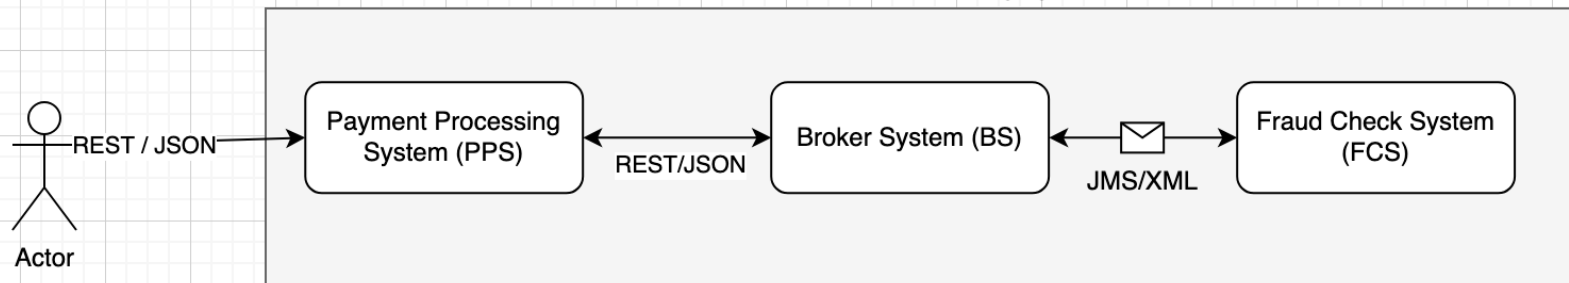 REST / JSON
Actor
Payment Processing
System (PPS)
REST/JSON
Broker System (BS)
JMS/XML
Fraud Check System
(FCS)